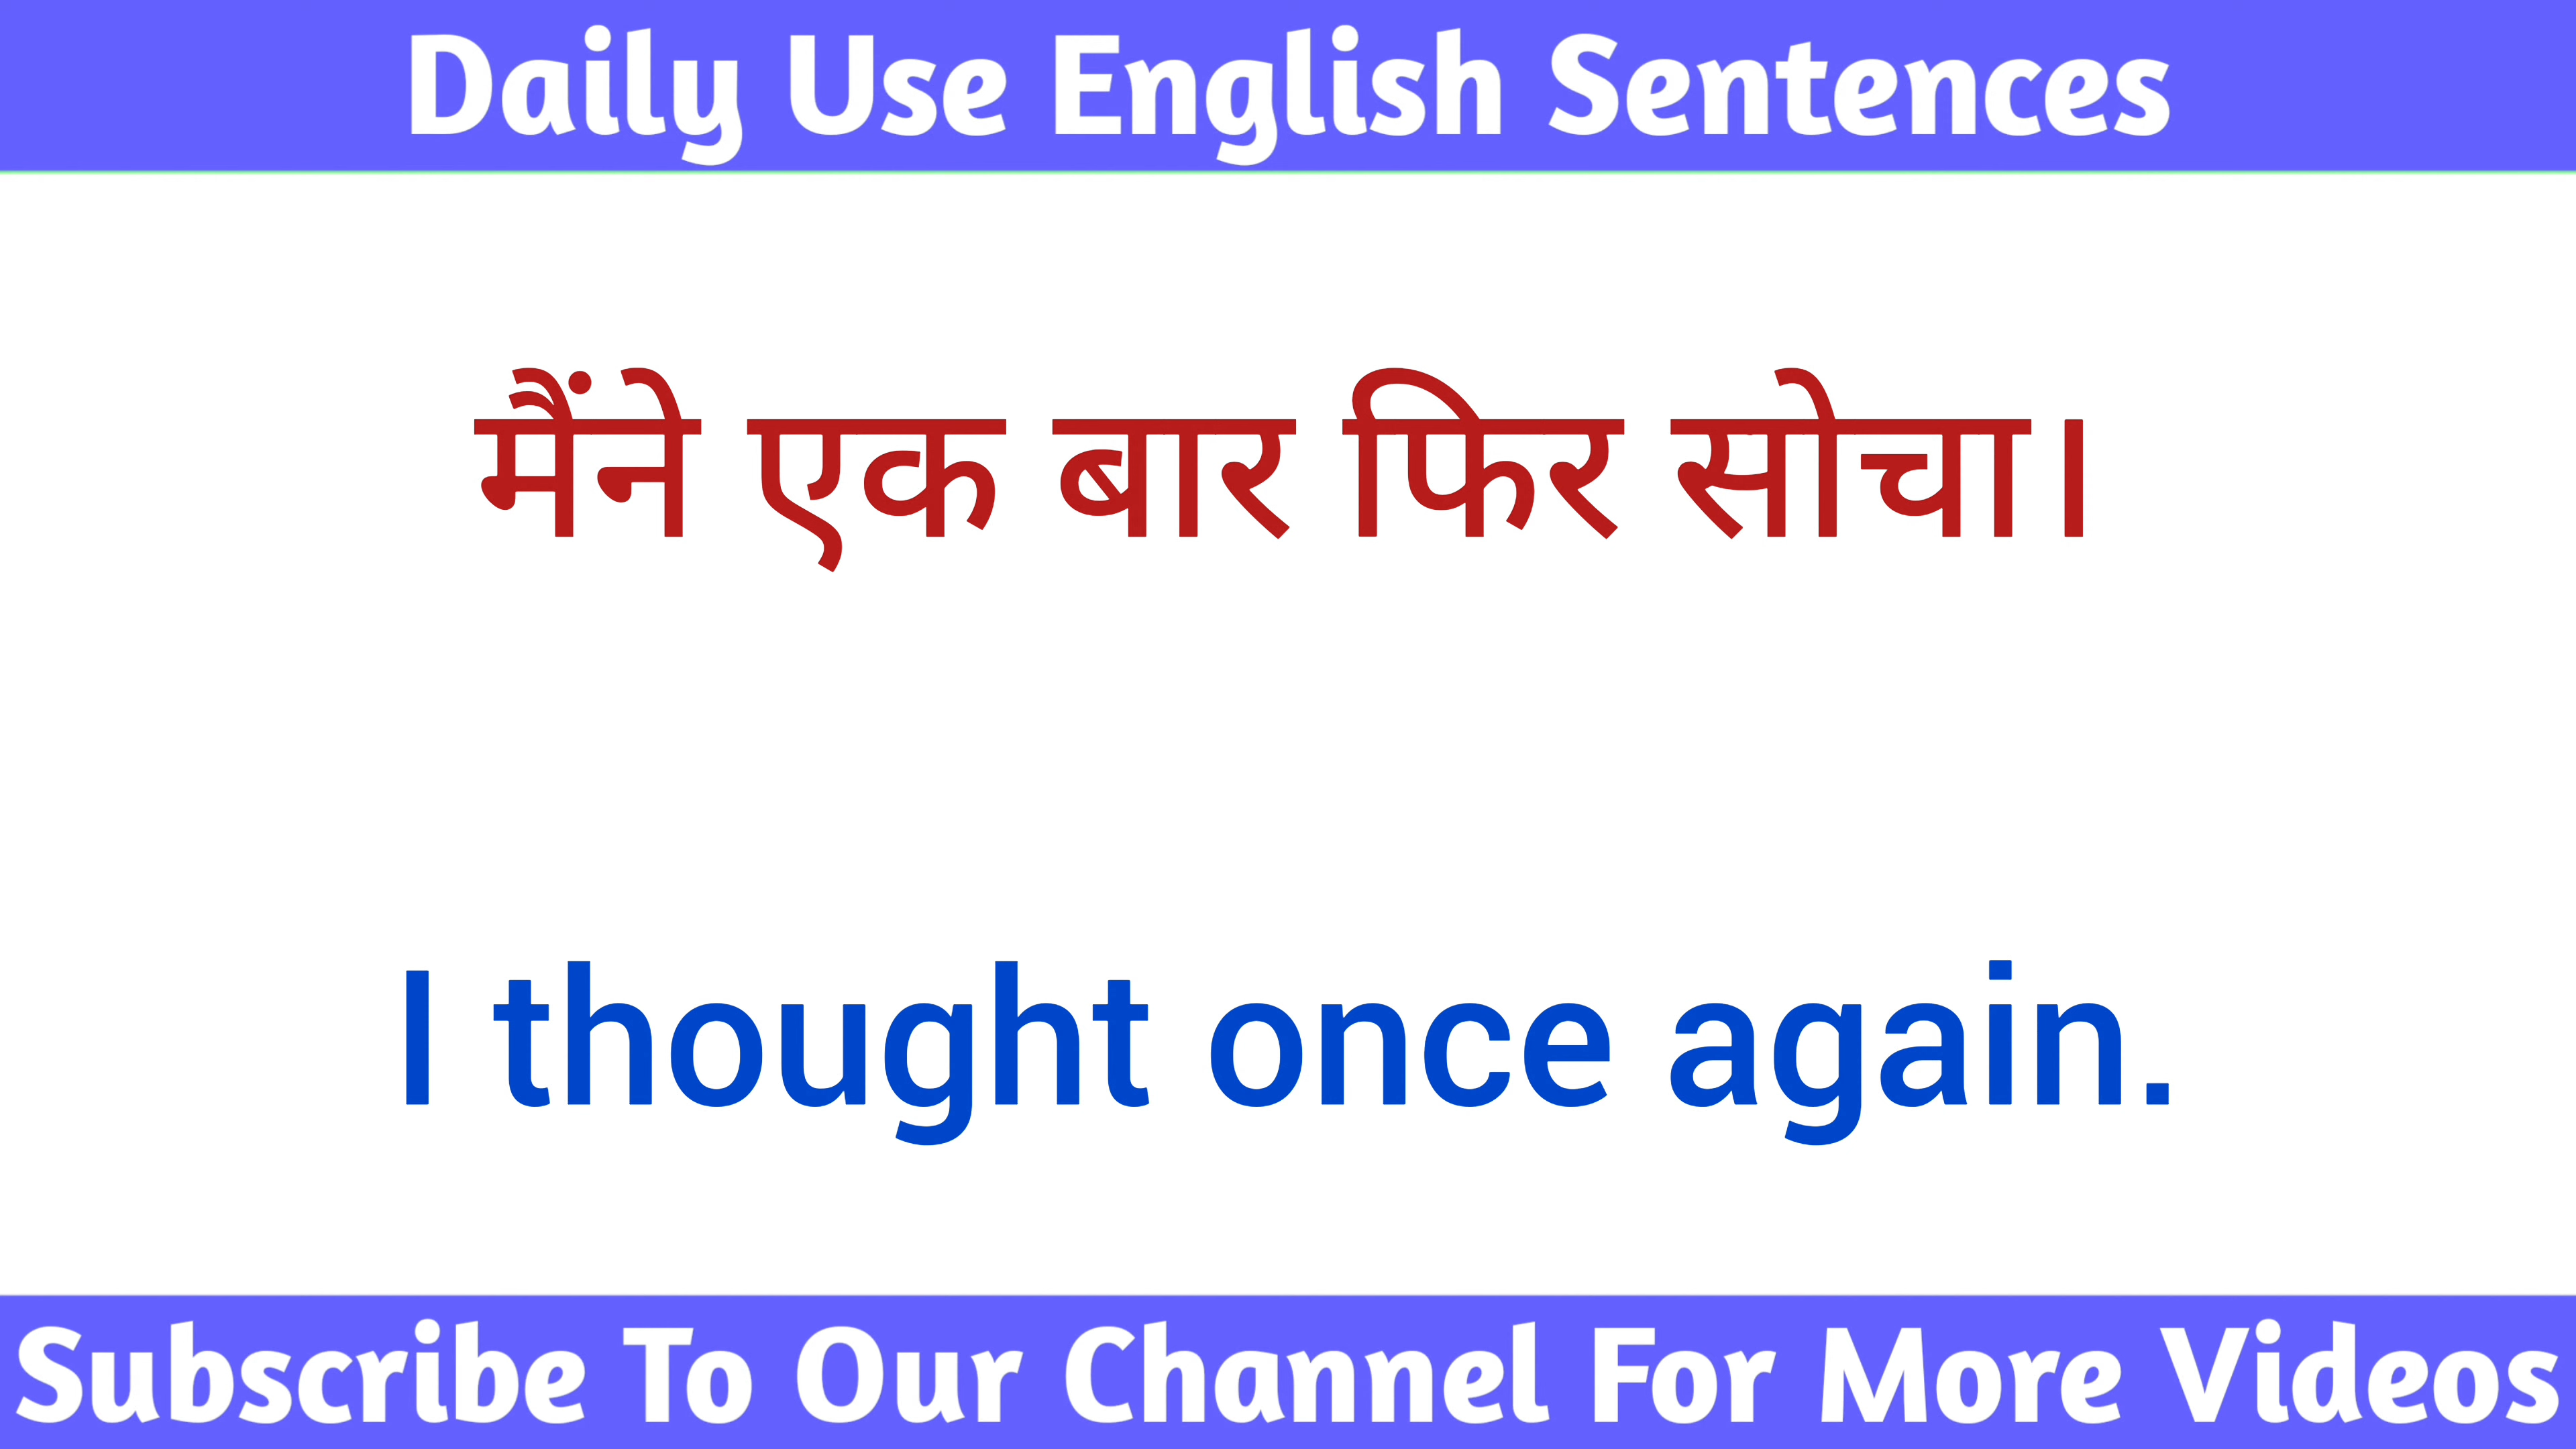 Daily Use English Sentences
मैंने एक बार फिर सोचा।
I thought once again.
Subscribe To Our Channel For More Videos